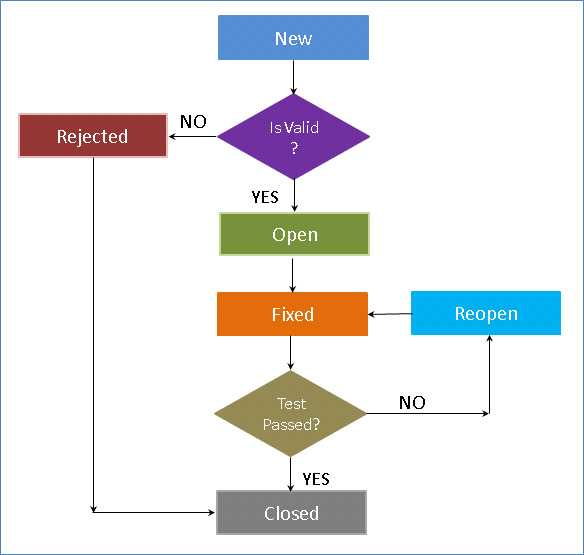 New
Is Valid
?
NO
Rejected
YES
Open
Fixed
Reopen
Test
Passed?
NO
YES
Closed